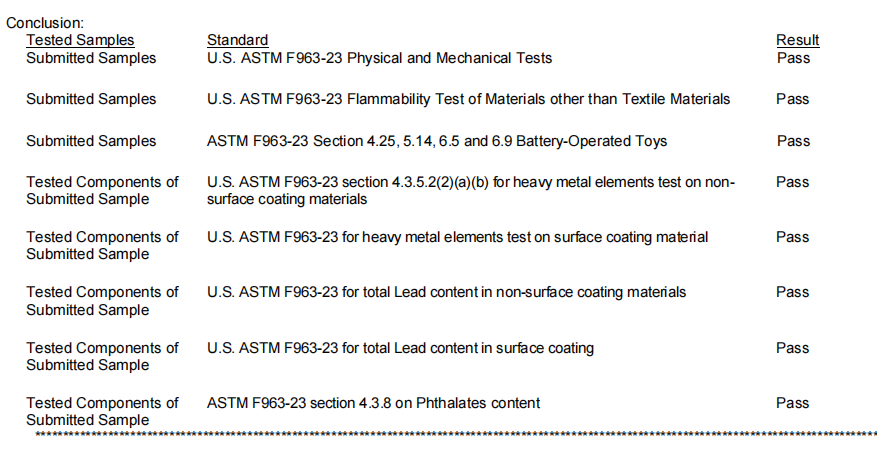 Conclusion:
Tested Samples Standard Result
Submitted Samples U.S. ASTM F963-23 Physical and Mechanical Tests Pass
Submitted Samples U.S. ASTM F963-23 Flammability Test of Materials other than Textile Materials Pass
Submitted Samples ASTM F963-23 Section 4.25, 5.14, 6.5 and 6.9 Battery-Operated Toys Pass
Tested Components of U.S. ASTM F963-23 section 4.3.5.2(2)(a)(b) for heavy metal elements test on non- Pass
Submitted Sample surface coating materials
Tested Components of U.S. ASTM F963-23 for heavy metal elements test on surface coating material Pass
Submitted Sample
Tested Components of U.S. ASTM F963-23 for total Lead content in non-surface coating materials Pass
Submitted Sample
Tested Components of U.S. ASTM F963-23 for total Lead content in surface coating Pass
Submitted Sample
Tested Components of ASTM F963-23 section 4.3.8 on Phthalates content Pass
Submitted Sample